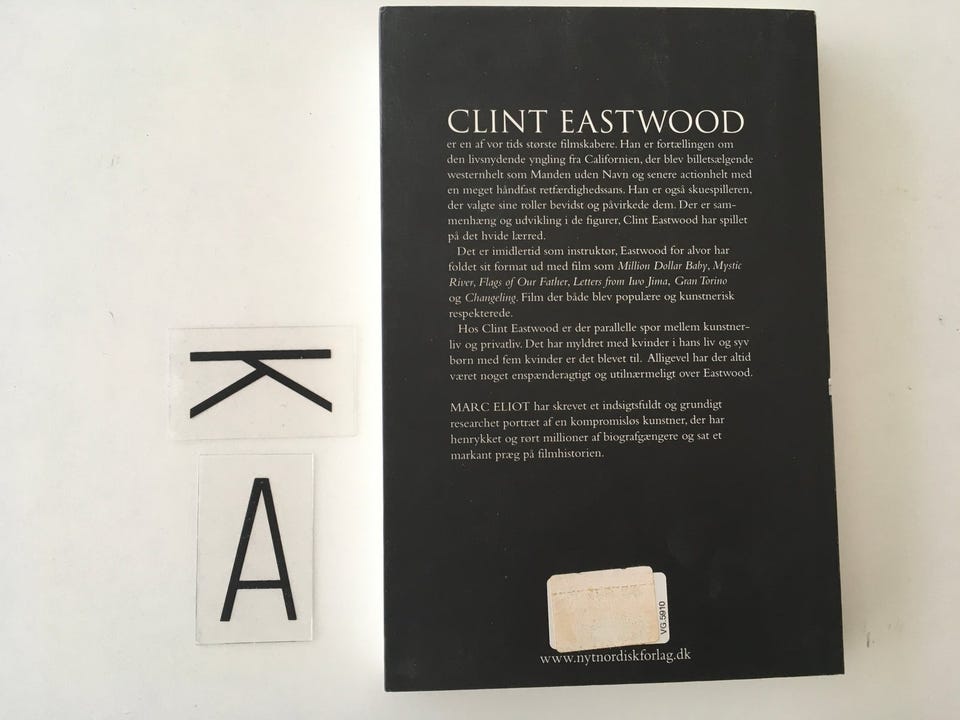 CLINT EASTWOOD
er en af vor tids største filmskabere. Han er fortællingen om
den livsnydende yngling fra Californien, der blev billetsælgende
westernhelt som Manden uden Navn og senere actionhelt med
en meget håndfast retfærdighedssans. Han er også skuespilleren,
der valgte sine roller bevidst og påvirkede dem. Der er sam-
menhæng og udvikling i de figurer, Clint Eastwood har spillet
på det hvide lærred.
Det er imidlertid som instruktør, Eastwood for alvor har
foldet sit format ud med film som Million Dollar Baby, Mystic
River, Flags of Our Father, Letters from Iwo Jima, Gran Torino
og Changeling. Film der både blev populære og kunstnerisk
respekterede.
Hos Clint Eastwood er der parallelle spor mellem kunstner-
liv og privatliv. Det har myldret med kvinder i hans liv og syv
børn med fem kvinder er det blevet til. Alligevel har der altid
været noget enspænderagtigt og utilnærmeligt over Eastwood.
MARC ELIOT har skrevet et indsigtsfuldt og grundigt
researchet portræt af en kompromisløs kunstner, der har
henrykket og rørt millioner af biografgængere og sat et
markant præg på filmhistorien.
K
A
VG.5910
www.nytnordiskforlag.dk